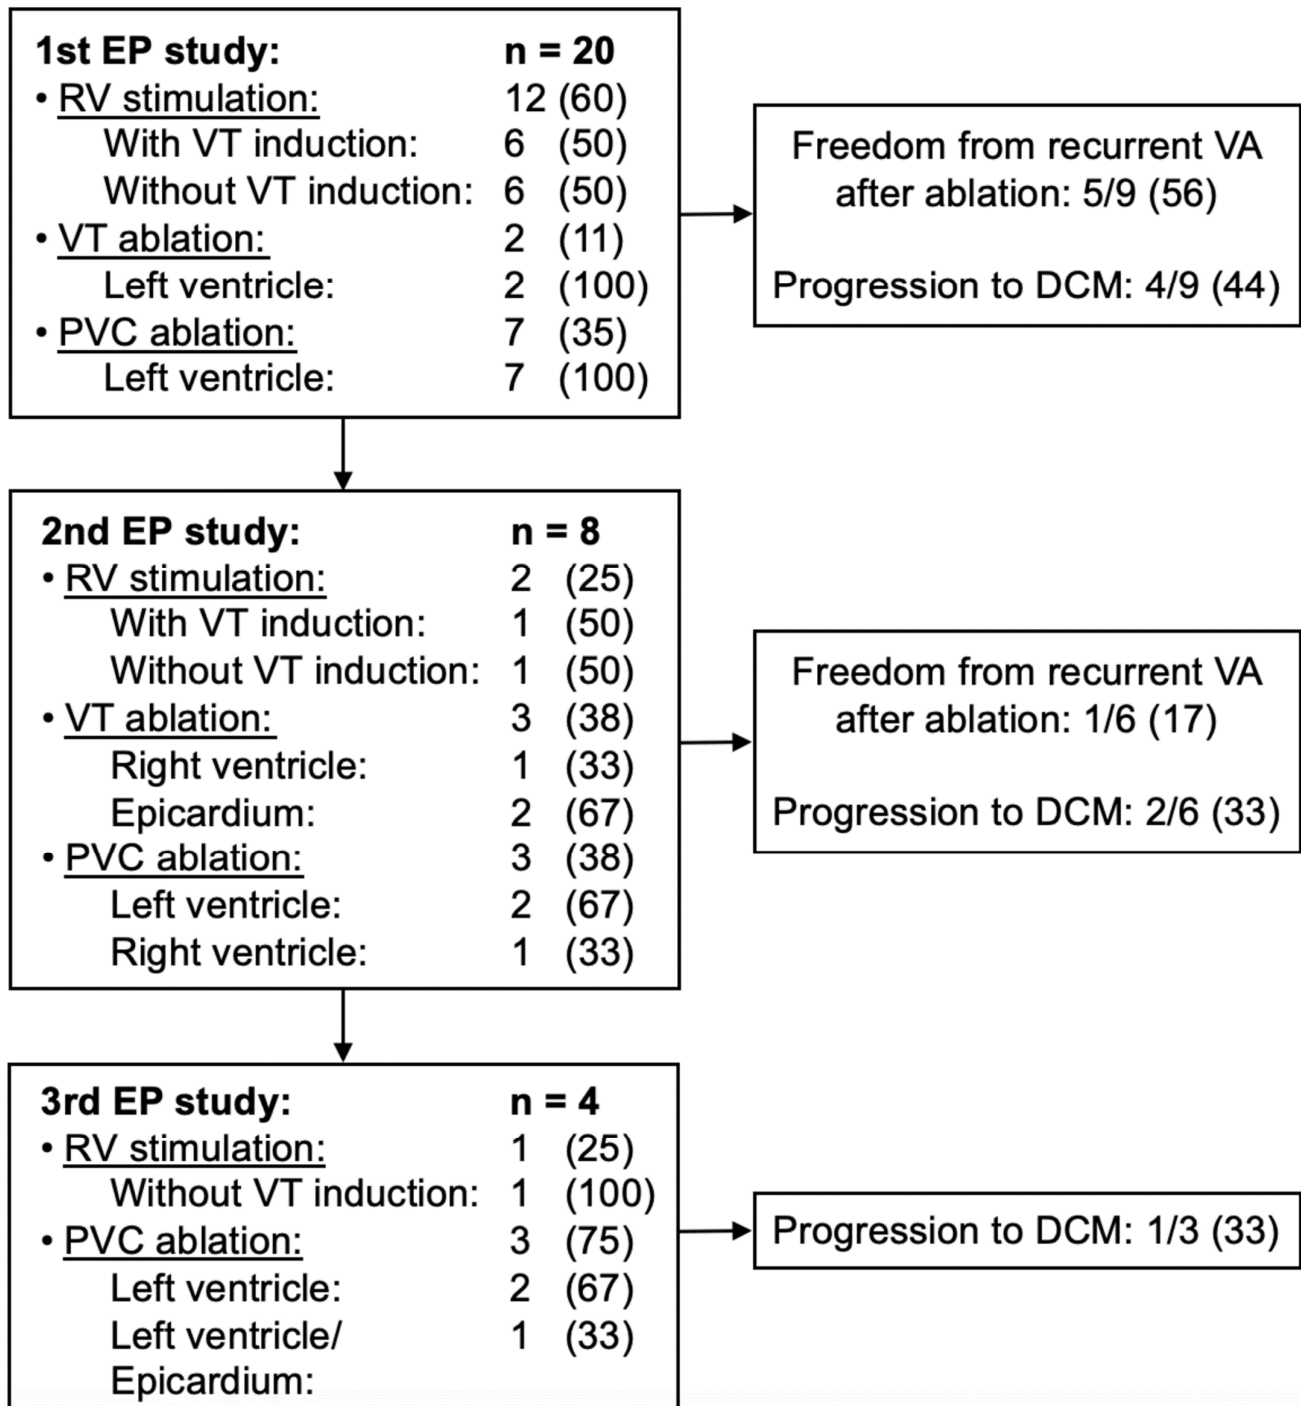 1st EP study: n = 20
• RV stimulation: 12 (60)
With VT induction: 6 (50)
Without VT induction: 6 (50)
• VT ablation: 2 (11)
Left ventricle: 2 (100)
• PVC ablation: 7 (35)
Left ventricle: 7 (100)
Freedom from recurrent VA
after ablation: 5/9 (56)
Progression to DCM: 4/9 (44)
2nd EP study: n = 8
• RV stimulation: 2 (25)
With VT induction: 1 (50)
Without VT induction: 1 (50)
• VT ablation: 3 (38)
Right ventricle: 1 (33)
Epicardium: 2 (67)
• PVC ablation: 3 (38)
Left ventricle: 2 (67)
Right ventricle: 1 (33)
Freedom from recurrent VA
after ablation: 1/6 (17)
Progression to DCM: 2/6 (33)
3rd EP study: n = 4
• RV stimulation: 1 (25)
Without VT induction: 1 (100)
• PVC ablation: 3 (75)
Left ventricle: 2 (67)
Left ventricle/ 1 (33)
Epicardium:
Progression to DCM: 1/3 (33)